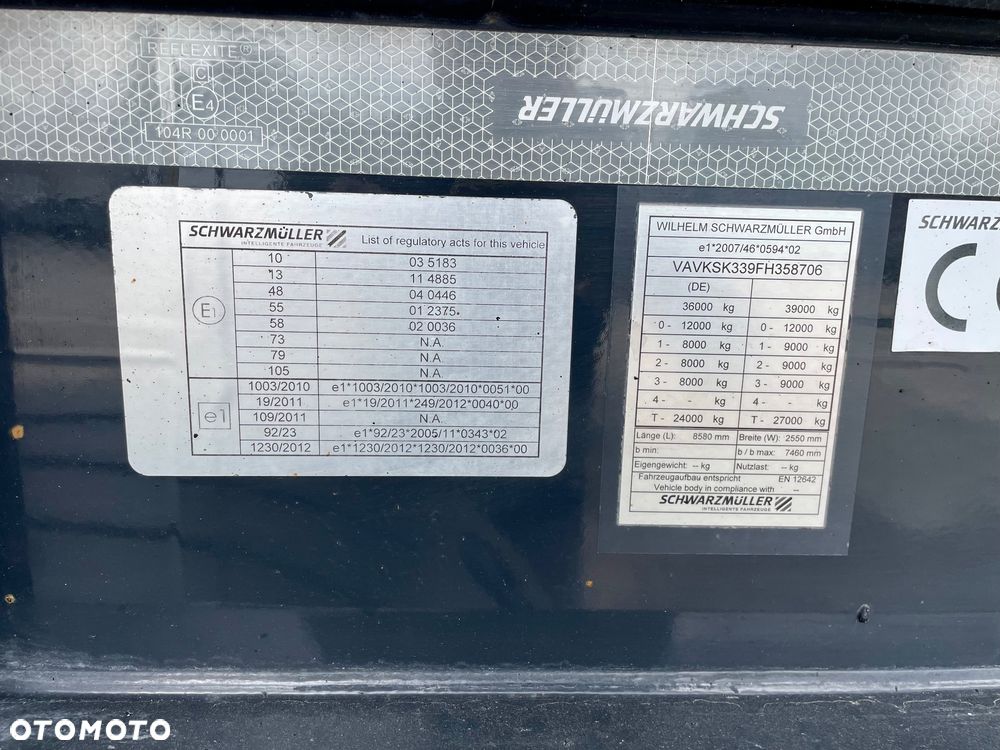 REFLEXITE®
C
E4
104R 00 0001
SCHWARZMÜLLER
SCHWARZMÜLLER
INTELLIGENTE FAHRZEUGE
List of regulatory acts for this vehicle
E1
10 03 5183
13 11 4885
48 04 0446
55 01 2375
58 02 0036
73 N.A.
79 N.A.
105 N.A.
e1
1003/2010 e1*1003/2010*1003/2010*0051*00
19/2011 e1*19/2011*249/2012*0040*00
109/2011 N.A.
92/23 e1*92/23*2005/11*0343*02
1230/2012 e1*1230/2012*1230/2012*0036*00
WILHELM SCHWARZMÜLLER GmbH
e1*2007/46*0594*02
VAVKSK339FH358706
(DE)
36000 kg 39000 kg
0 - 12000 kg 0 - 12000 kg
1 - 8000 kg 1 - 9000 kg
2 - 8000 kg 2 - 9000 kg
3 - 8000 kg 3 - 9000 kg
4 - - kg 4 - - kg
T - 24000 kg T - 27000 kg
Länge (L): 8580 mm Breite (W): 2550 mm
b min: b / b max: 7460 mm
Eigengewicht: -- kg Nutzlast: -- kg
Fahrzeugaufbau entspricht EN 12642
Vehicle body in compliance with --
SCHWARZMÜLLER
INTELLIGENTE FAHRZEUGE
SCHWARZM
C
OTOMOTO